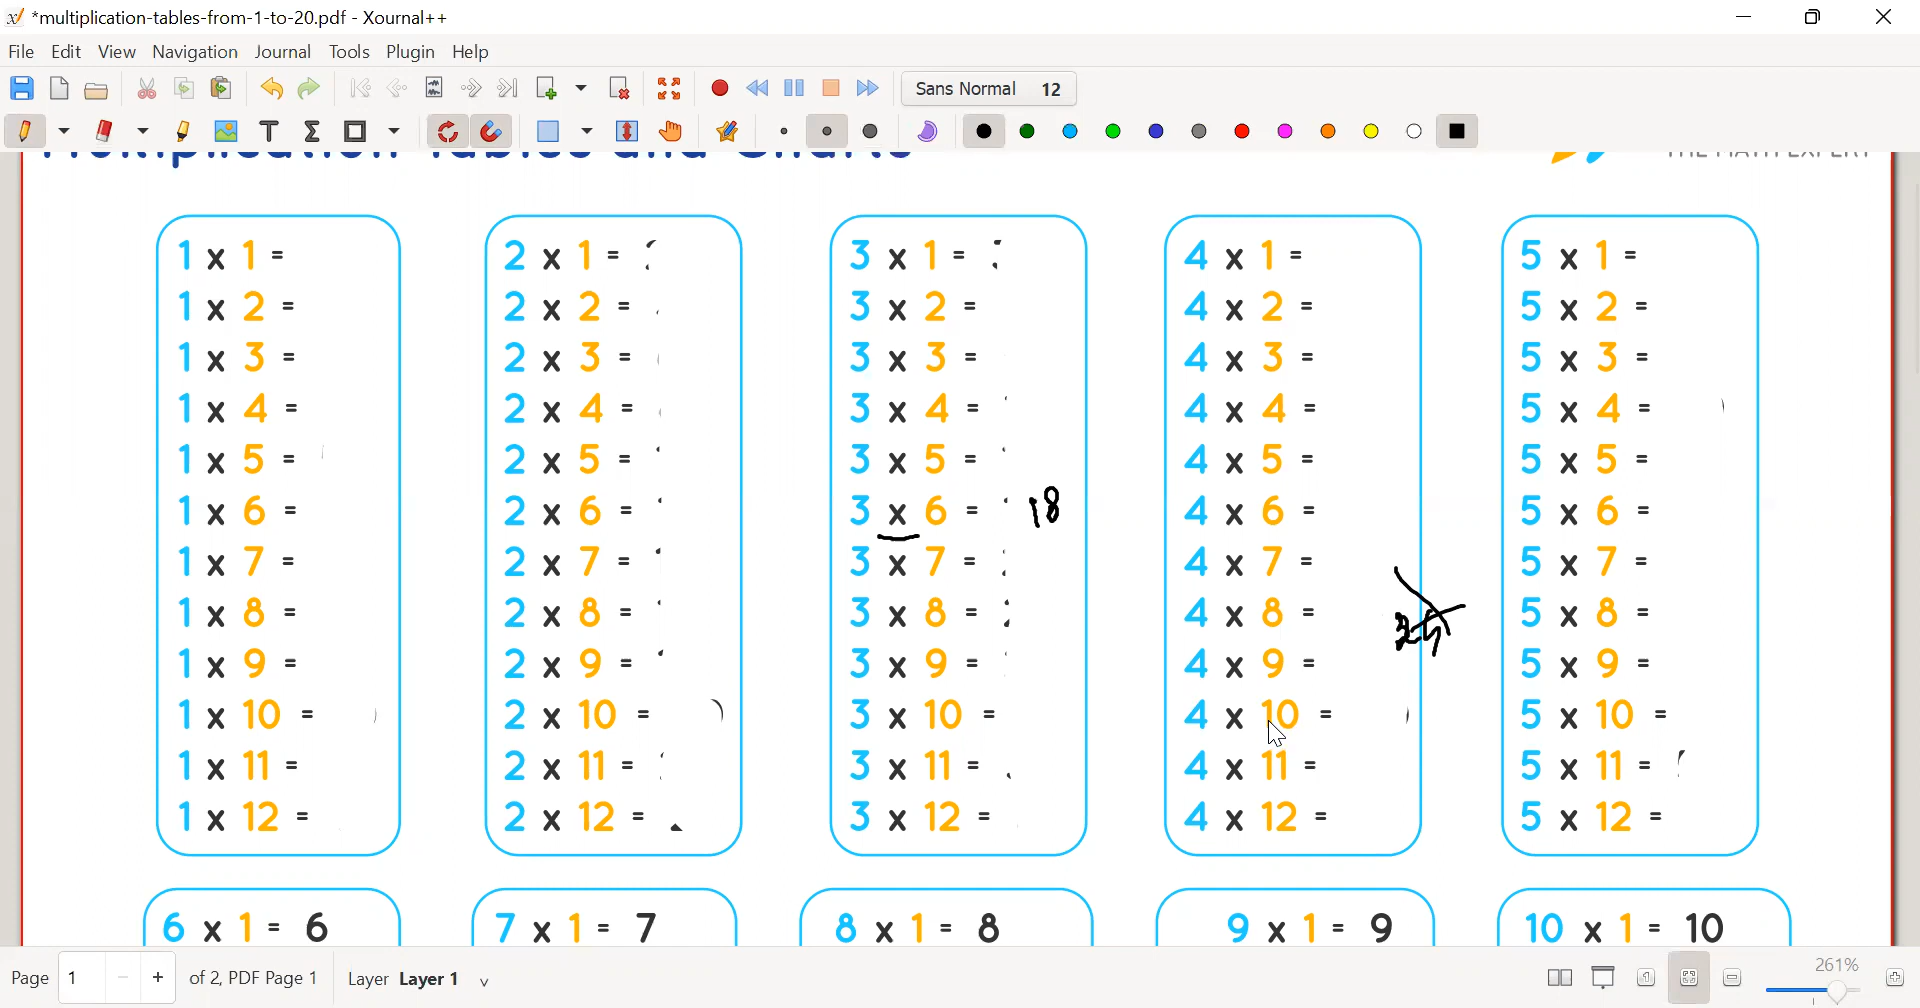 *multiplication-tables-from-1-to-20.pdf - Xournal++
File Edit View Navigation Journal Tools Plugin Help
Sans Normal 12
Multiplication Tables and Charts
THE MATH EXPERT
1 x 1 =
1 x 2 =
1 x 3 =
1 x 4 =
1 x 5 =
1 x 6 =
1 x 7 =
1 x 8 =
1 x 9 =
1 x 10 =
1 x 11 =
1 x 12 =
2 x 1 =
2 x 2 =
2 x 3 =
2 x 4 =
2 x 5 =
2 x 6 =
2 x 7 =
2 x 8 =
2 x 9 =
2 x 10 =
2 x 11 =
2 x 12 =
3 x 1 =
3 x 2 =
3 x 3 =
3 x 4 =
3 x 5 =
3 x 6 = 18
3 x 7 =
3 x 8 =
3 x 9 =
3 x 10 =
3 x 11 =
3 x 12 =
4 x 1 =
4 x 2 =
4 x 3 =
4 x 4 =
4 x 5 =
4 x 6 =
4 x 7 =
4 x 8 =
4 x 9 =
4 x 10 =
4 x 11 =
4 x 12 =
5 x 1 =
5 x 2 =
5 x 3 =
5 x 4 =
5 x 5 =
5 x 6 =
5 x 7 =
5 x 8 =
5 x 9 =
5 x 10 =
5 x 11 =
5 x 12 =
6 x 1 = 6
7 x 1 = 7
8 x 1 = 8
9 x 1 = 9
10 x 1 = 10
Page 1 of 2, PDF Page 1 Layer Layer 1
261%